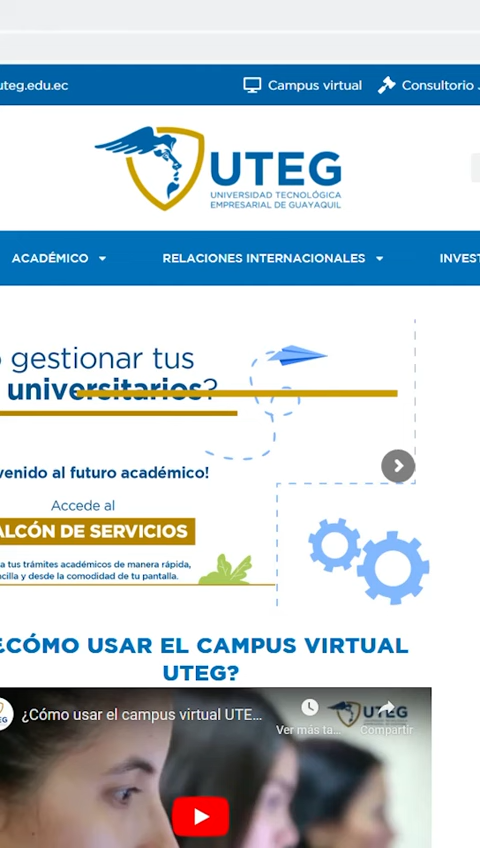 uteg.edu.ec
Campus virtual
Consultorio
UTEG
UNIVERSIDAD TECNOLÓGICA
EMPRESARIAL DE GUAYAQUIL
ACADÉMICO
RELACIONES INTERNACIONALES
INVEST
gestionar tus
universitarios?
venido al futuro académico!
Accede al
ALCÓN DE SERVICIOS
a tus trámites académicos de manera rápida,
ncilla y desde la comodidad de tu pantalla.
¿CÓMO USAR EL CAMPUS VIRTUAL
UTEG?
¿Cómo usar el campus virtual UTE...
UTEG
Ver más ta...
Compartir